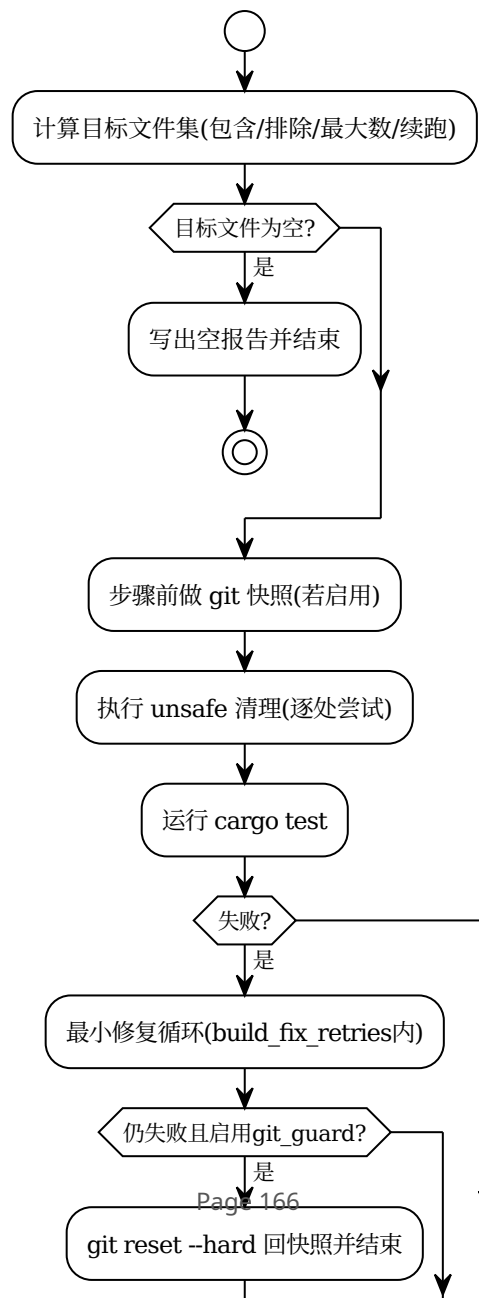 计算目标文件集(包含/排除/最大数/续跑)
目标文件为空?
是
写出空报告并结束
步骤前做 git 快照(若启用)
执行 unsafe 清理(逐处尝试)
运行 cargo test
失败?
是
最小修复循环(build_fix_retries内)
仍失败且启用git_guard?
是
Page 166
git reset --hard 回快照并结束